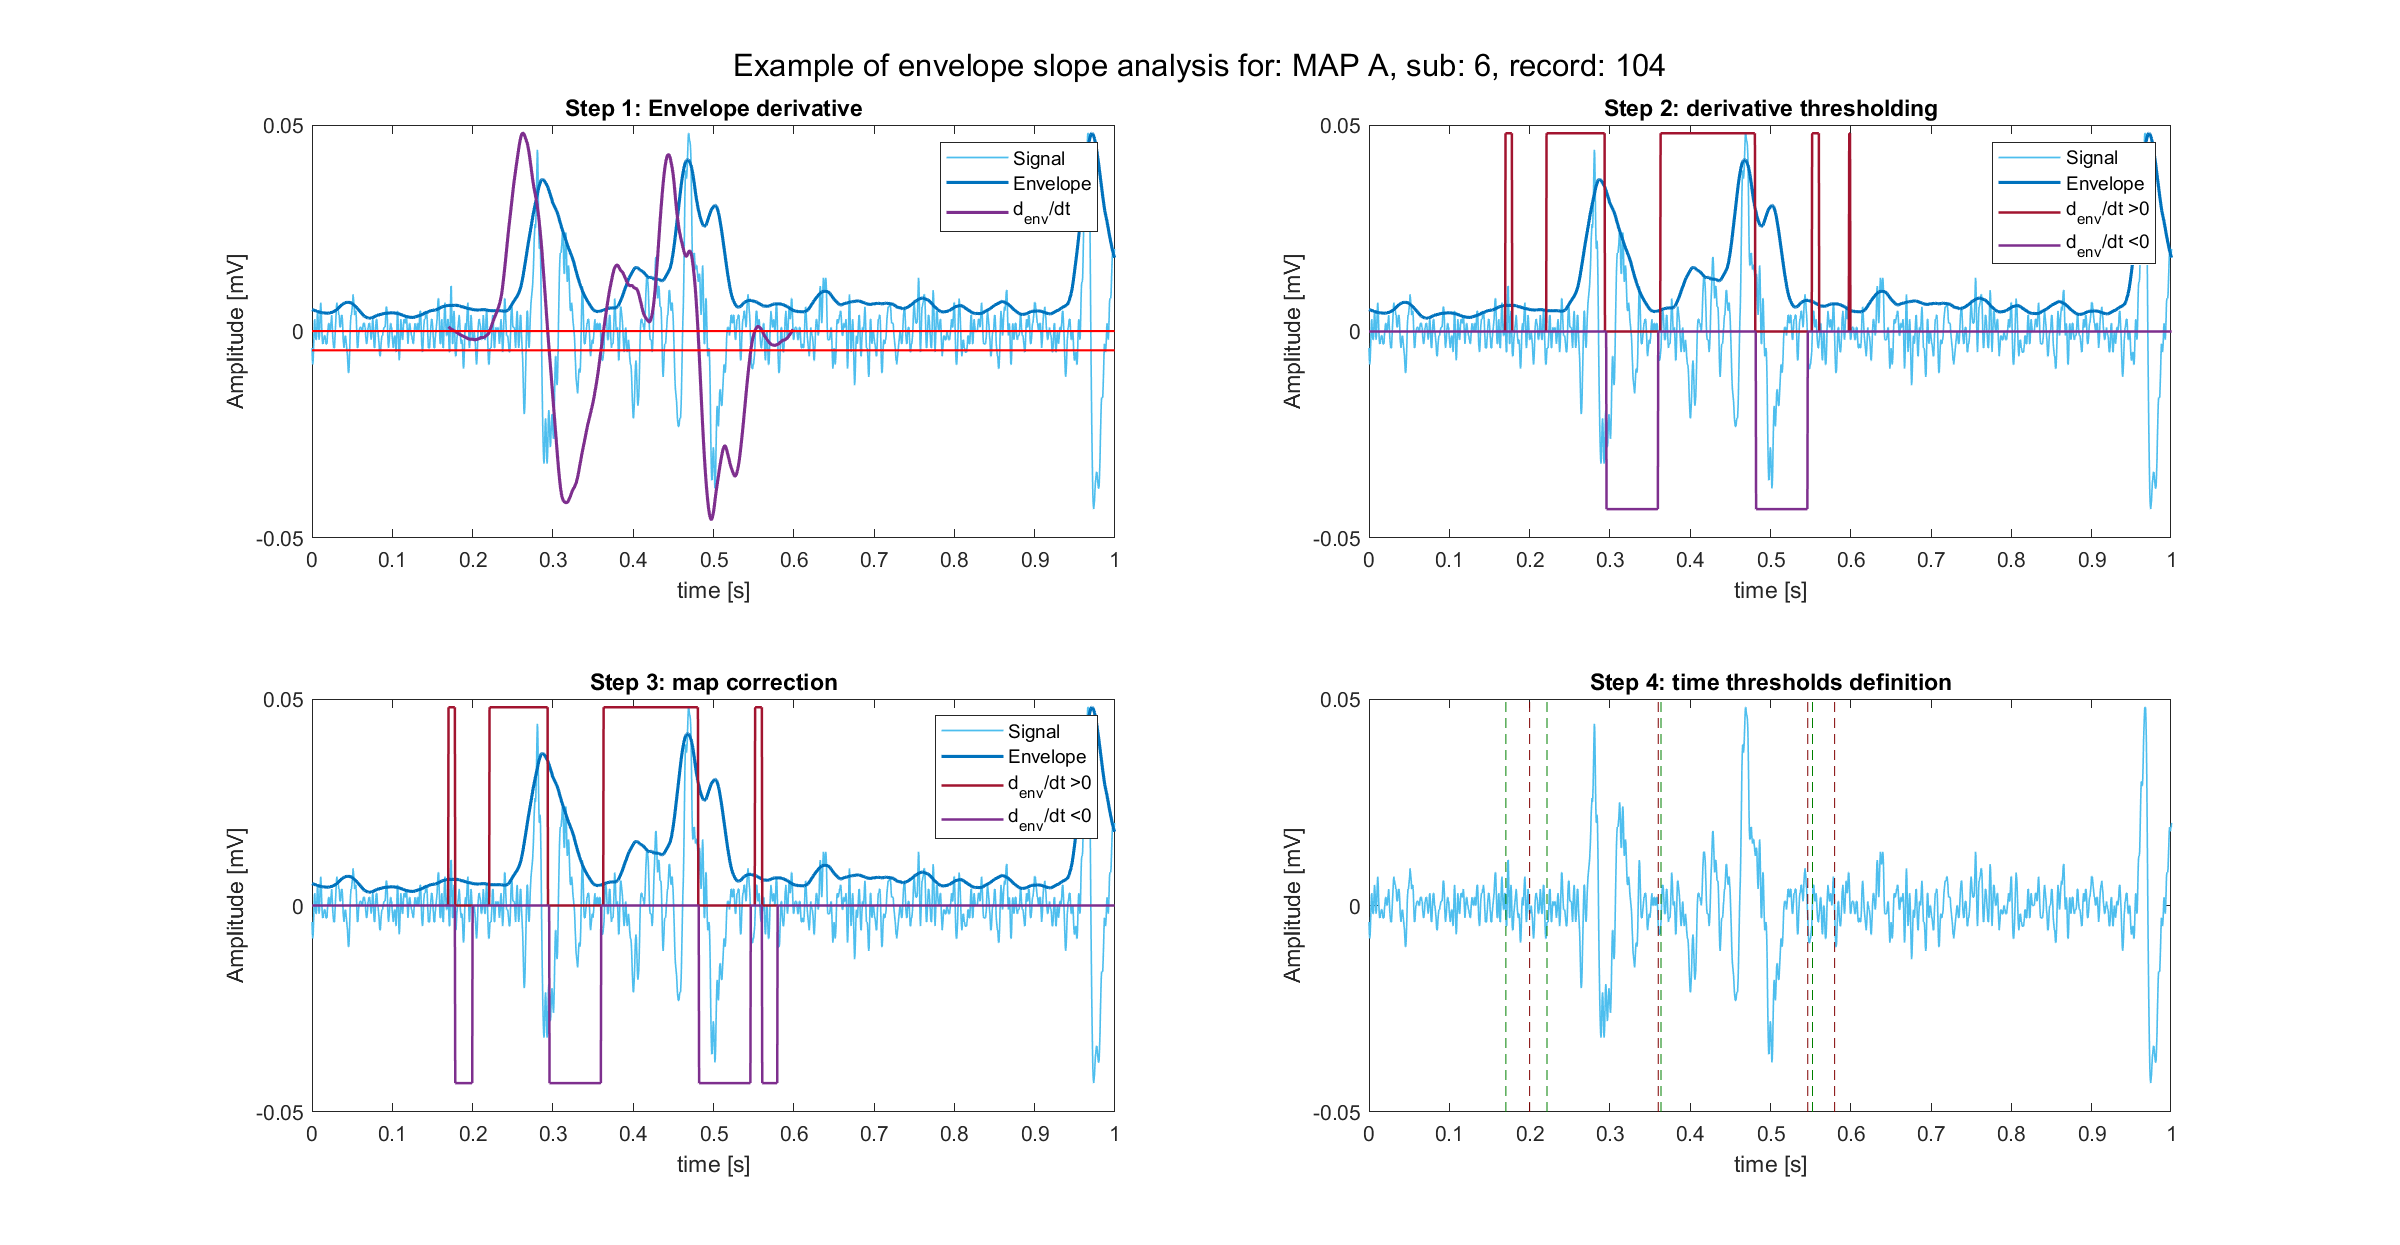 Example of envelope slope analysis for: MAP A, sub: 6, record: 104
Step 1: Envelope derivative
0.05
0
-0.05
Amplitude [mV]
0 0.1 0.2 0.3 0.4 0.5 0.6 0.7 0.8 0.9 1
time [s]
Signal
Envelope
d_env/dt
Step 2: derivative thresholding
0.05
0
-0.05
Amplitude [mV]
0 0.1 0.2 0.3 0.4 0.5 0.6 0.7 0.8 0.9 1
time [s]
Signal
Envelope
d_env/dt >0
d_env/dt <0
Step 3: map correction
0.05
0
-0.05
Amplitude [mV]
0 0.1 0.2 0.3 0.4 0.5 0.6 0.7 0.8 0.9 1
time [s]
Signal
Envelope
d_env/dt >0
d_env/dt <0
Step 4: time thresholds definition
0.05
0
-0.05
Amplitude [mV]
0 0.1 0.2 0.3 0.4 0.5 0.6 0.7 0.8 0.9 1
time [s]